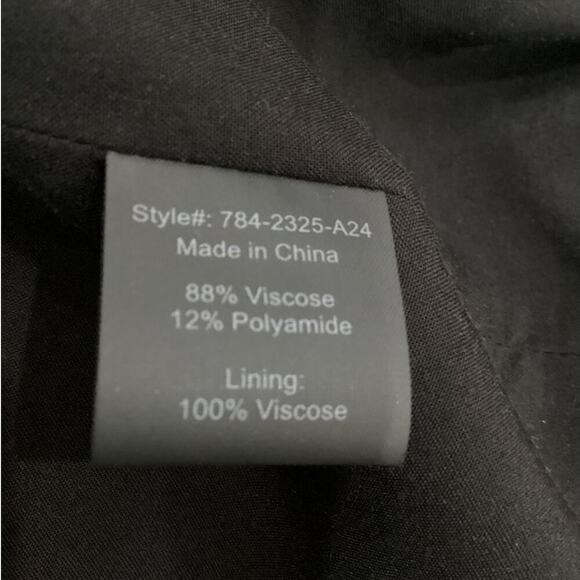 Style#: 784-2325-A24
Made in China
88% Viscose
12% Polyamide
Lining:
100% Viscose